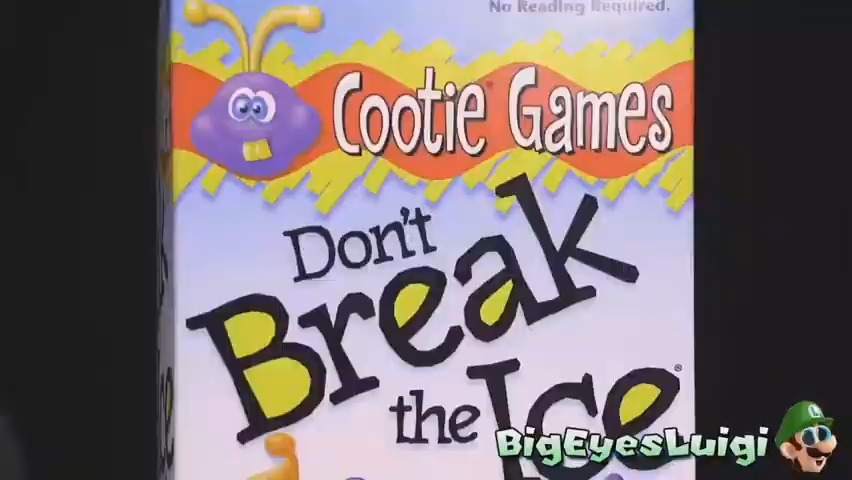 No Reading Required.
Cootie Games
Don't
Break
the Ice®
BigEyesLuigi